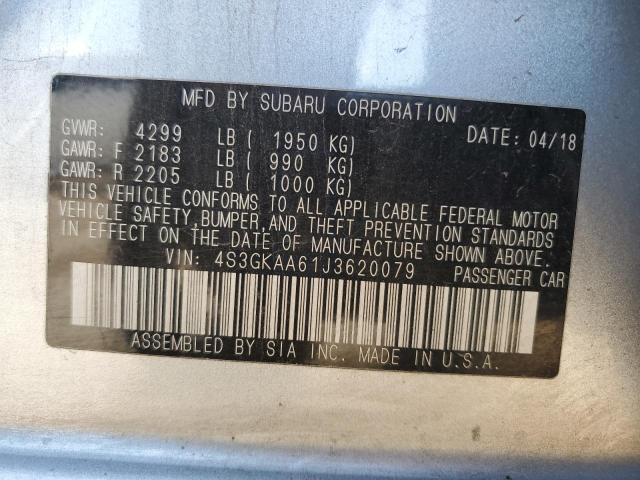 MFD BY SUBARU CORPORATION
GVWR: 4299 LB ( 1950 KG) DATE: 04/18
GAWR: F 2183 LB ( 990 KG)
GAWR: R 2205 LB ( 1000 KG)
THIS VEHICLE CONFORMS TO ALL APPLICABLE FEDERAL MOTOR
VEHICLE SAFETY, BUMPER, AND THEFT PREVENTION STANDARDS
IN EFFECT ON THE DATE OF MANUFACTURE SHOWN ABOVE.
VIN: 4S3GKAA61J3620079 PASSENGER CAR
ASSEMBLED BY SIA INC. MADE IN U.S.A.